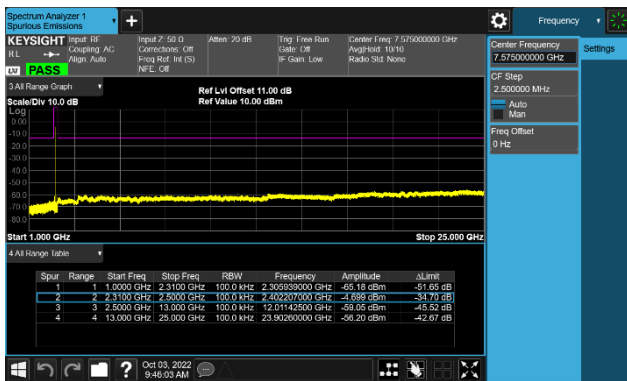 Spectrum Analyzer 1
Spurious Emissions
Frequency
KEYSIGHT
Input: RF
Coupling: AC
Align: Auto
Input Z: 50 Ω
Corrections: Off
Freq Ref: Int (S)
NFE: Off
Atten: 20 dB
Trig: Free Run
Gate: Off
IF Gain: Low
Center Freq: 7.575000000 GHz
Avg|Hold: 10/10
Radio Std: None
R L
LXI PASS
Center Frequency
7.575000000 GHz
Settings
CF Step
2.500000 MHz
Auto
Man
Freq Offset
0 Hz
3 All Range Graph
Scale/Div 10.0 dB
Ref Lvl Offset 11.00 dB
Ref Value 10.00 dBm
Log
0.00
-10.0
-20.0
-30.0
-40.0
-50.0
-60.0
-70.0
-80.0
Start 1.000 GHz
Stop 25.000 GHz
4 All Range Table
Spur Range Start Freq Stop Freq RBW Frequency Amplitude ΔLimit
1 1 1.0000 GHz 2.3100 GHz 100.0 kHz 2.305939000 GHz -65.18 dBm -51.65 dB
2 2 2.3100 GHz 2.5000 GHz 100.0 kHz 2.402207000 GHz -4.699 dBm -34.70 dB
3 3 2.5000 GHz 13.000 GHz 100.0 kHz 12.01142500 GHz -59.05 dBm -45.52 dB
4 4 13.000 GHz 25.000 GHz 100.0 kHz 23.90260000 GHz -56.20 dBm -42.67 dB
?
Oct 03, 2022
9:46:03 AM